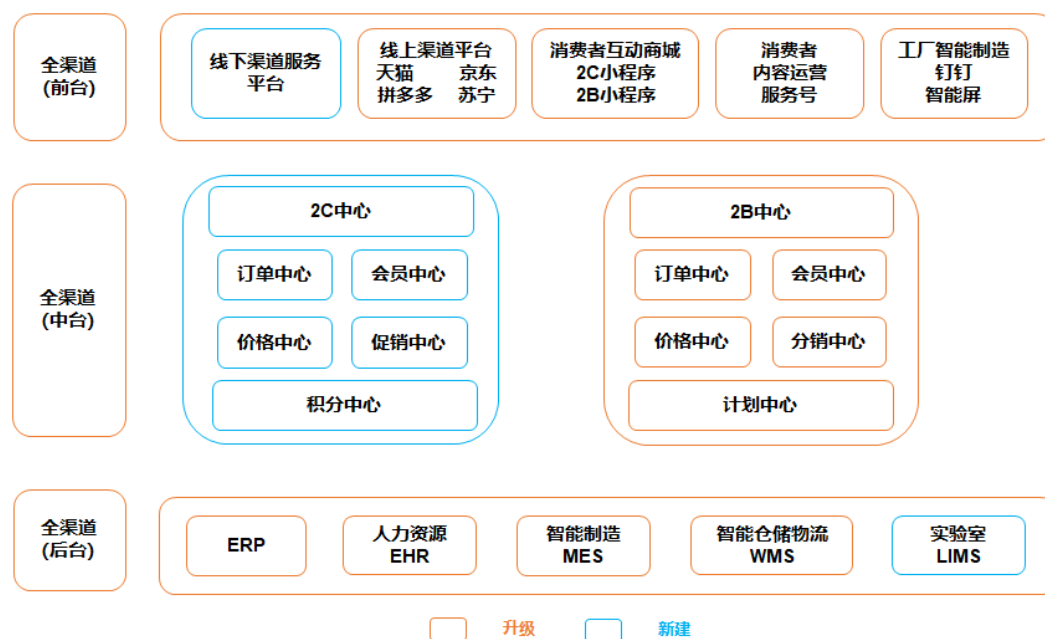 全渠道
(前台)
线下渠道服务
平台
线上渠道平台
天猫 京东
拼多多 苏宁
消费者互动商城
2C小程序
2B小程序
消费者
内容运营
服务号
工厂智能制造
钉钉
智能屏
全渠道
(中台)
2C中心
订单中心
会员中心
价格中心
促销中心
积分中心
2B中心
订单中心
会员中心
价格中心
分销中心
计划中心
全渠道
(后台)
ERP
人力资源
EHR
智能制造
MES
智能仓储物流
WMS
实验室
LIMS
升级
新建